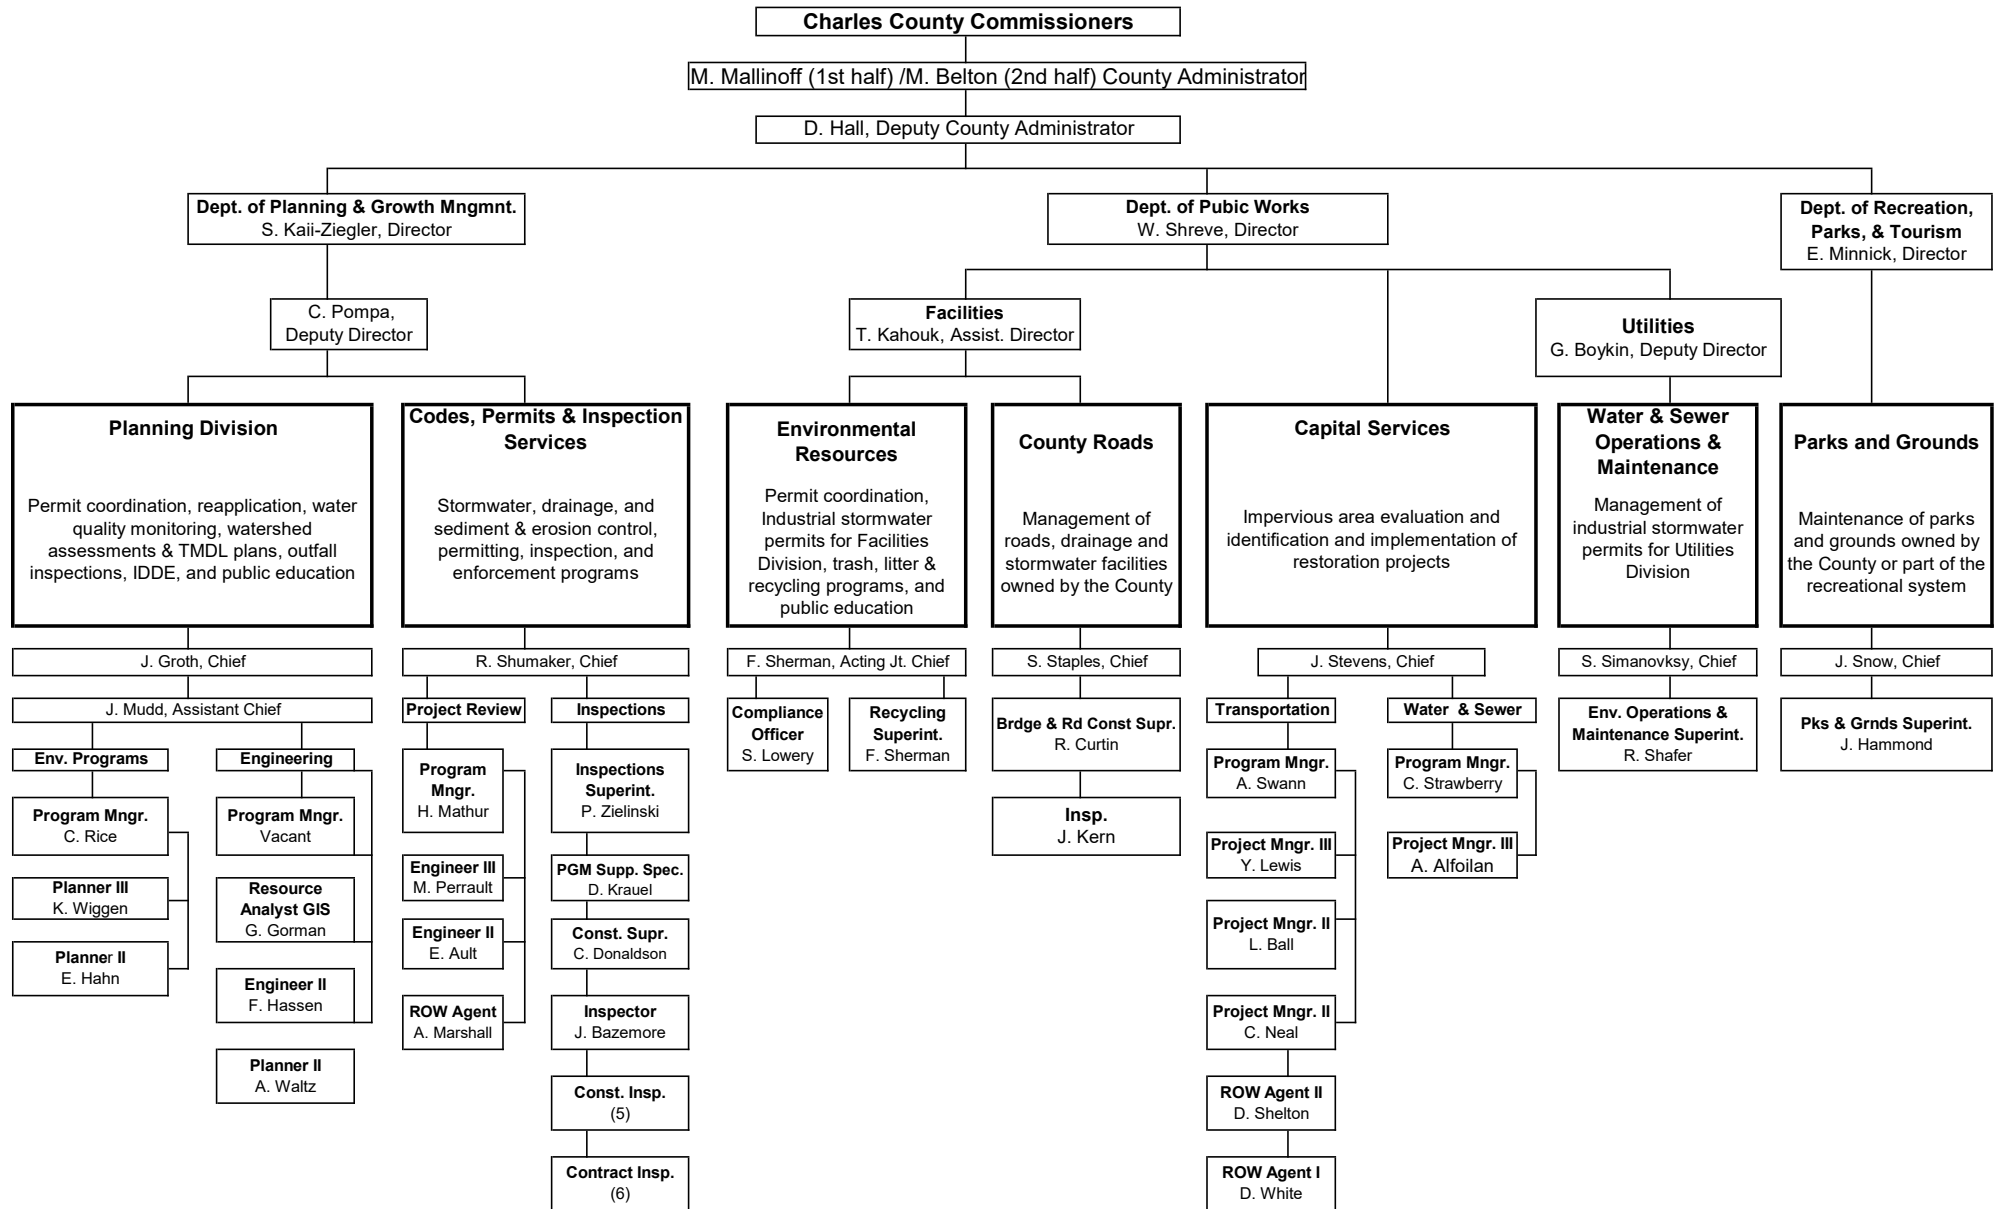 Charles County Commissioners
M. Mallinoff (1st half) /M. Belton (2nd half) County Administrator
D. Hall, Deputy County Administrator
Dept. of Planning & Growth Mngmnt.
S. Kaii-Ziegler, Director
Dept. of Pubic Works
W. Shreve, Director
Dept. of Recreation,
Parks, & Tourism
E. Minnick, Director
C. Pompa,
Deputy Director
Facilities
T. Kahouk, Assist. Director
Utilities
G. Boykin, Deputy Director
Planning Division
Permit coordination, reapplication, water
quality monitoring, watershed
assessments & TMDL plans, outfall
inspections, IDDE, and public education
Codes, Permits & Inspection
Services
Stormwater, drainage, and
sediment & erosion control,
permitting, inspection, and
enforcement programs
Environmental
Resources
Permit coordination,
Industrial stormwater
permits for Facilities
Division, trash, litter &
recycling programs, and
public education
County Roads
Management of
roads, drainage and
stormwater facilities
owned by the County
Capital Services
Impervious area evaluation and
identification and implementation of
restoration projects
Water & Sewer
Operations &
Maintenance
Management of
industrial stormwater
permits for Utilities
Division
Parks and Grounds
Maintenance of parks
and grounds owned by
the County or part of the
recreational system
J. Groth, Chief
R. Shumaker, Chief
F. Sherman, Acting Jt. Chief
S. Staples, Chief
J. Stevens, Chief
S. Simanovksy, Chief
J. Snow, Chief
J. Mudd, Assistant Chief
Env. Programs
Program Mngr.
C. Rice
Planner III
K. Wiggen
Planner II
E. Hahn
Engineering
Program Mngr.
Vacant
Resource
Analyst GIS
G. Gorman
Engineer II
F. Hassen
Planner II
A. Waltz
Project Review
Program
Mngr.
H. Mathur
Engineer III
M. Perrault
Engineer II
E. Ault
ROW Agent
A. Marshall
Inspections
Inspections
Superint.
P. Zielinski
PGM Supp. Spec.
D. Krauel
Const. Supr.
C. Donaldson
Inspector
J. Bazemore
Const. Insp.
(5)
Contract Insp.
(6)
Compliance
Officer
S. Lowery
Recycling
Superint.
F. Sherman
Brdge & Rd Const Supr.
R. Curtin
Insp.
J. Kern
Transportation
Program Mngr.
A. Swann
Project Mngr. III
Y. Lewis
Project Mngr. II
L. Ball
Project Mngr. II
C. Neal
ROW Agent II
D. Shelton
ROW Agent I
D. White
Water & Sewer
Program Mngr.
C. Strawberry
Project Mngr. III
A. Alfoilan
Env. Operations &
Maintenance Superint.
R. Shafer
Pks & Grnds Superint.
J. Hammond